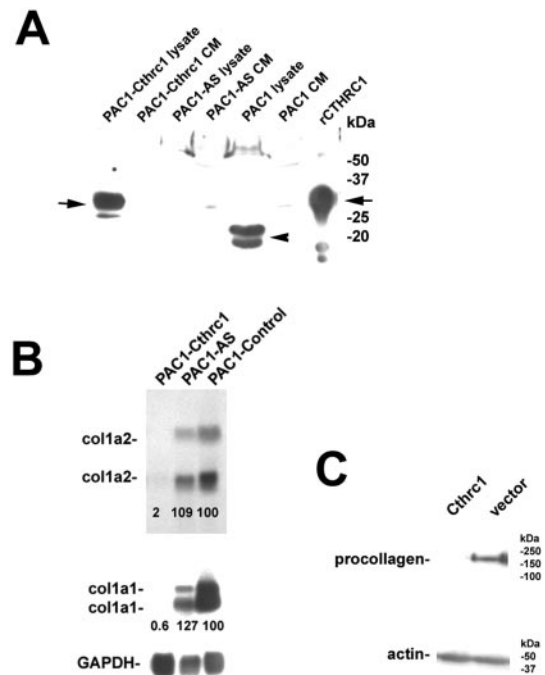 A
PAC1-Cthrc1 lysate
PAC1-Cthrc1 CM
PAC1-AS lysate
PAC1-AS CM
PAC1 lysate
PAC1 CM
rCTHRC1
kDa
-50
-37
-25
-20
B
PAC1-Cthrc1
PAC1-AS
PAC1-Control
col1a2-
col1a2-
2 109 100
col1a1-
col1a1-
0.6 127 100
GAPDH-
C
Cthrc1
vector
kDa
-250
-150
-100
procollagen-
kDa
-50
-37
actin-